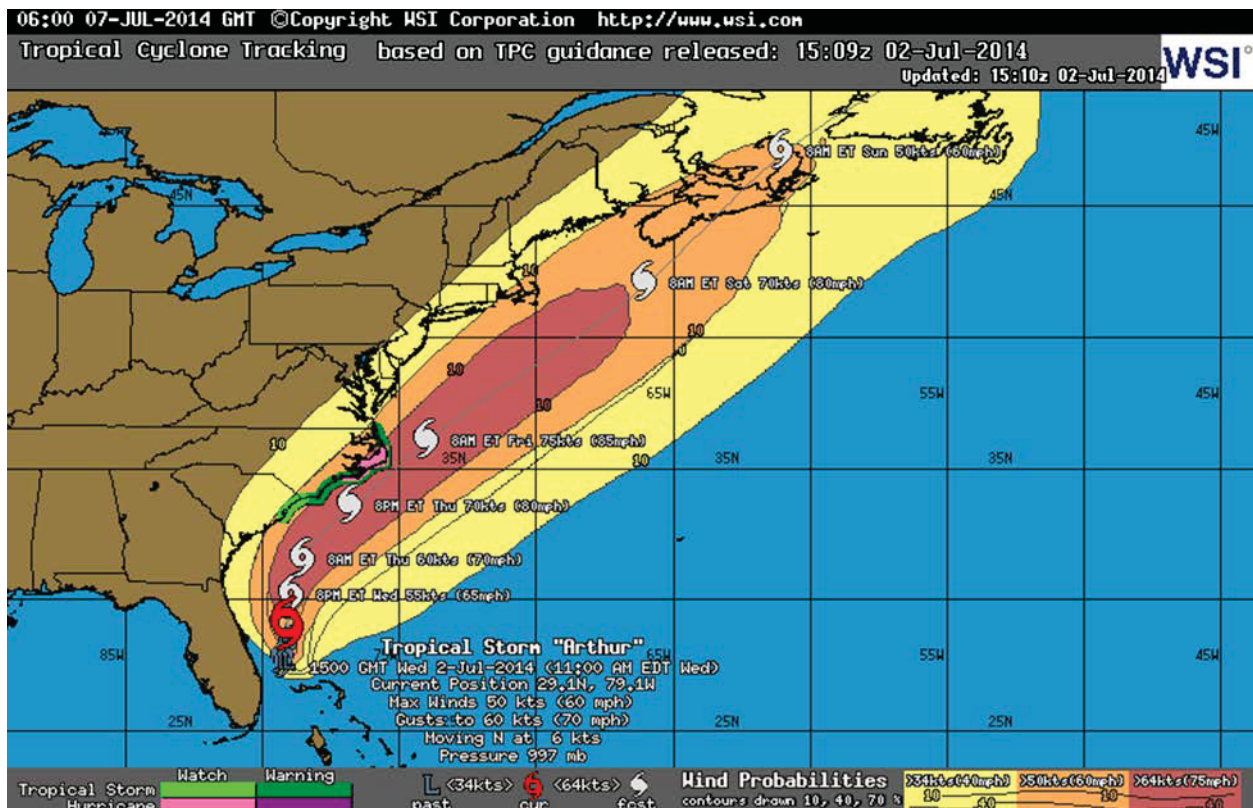 06:00 07-JUL-2014 GMT ©Copyright WSI Corporation http://www.wsi.com
Tropical Cyclone Tracking based on TPC guidance released: 15:09z 02-Jul-2014
WSI
Updated: 15:10z 02-Jul-2014
45W
8AM ET Sun 50kts (60mph)
45N
45N
10
8AM ET Sat 70kts (80mph)
10
10
65W
55W
45W
10
10
8AM ET Fri 75kts (85mph)
35N
10
35N
35N
8PM ET Thu 70kts (80mph)
8AM ET Thu 60kts (70mph)
8PM ET Wed 55kts (65mph)
Tropical Storm "Arthur"
85W
55W
45W
1500 GMT Wed 2-Jul-2014 (11:00 AM EDT Wed)
Current Position 29.1N, 79.1W
Max Winds 50 kts (60 mph)
25N
Gusts to 60 kts (70 mph)
25N
25N
Moving N at 6 kts
Pressure 997 mb
Watch Warning
Tropical Storm
Hurricane
L <34kts> <64kts>
past cur fcst
Wind Probabilities
contours drawn 10, 40, 70 %
>34kts(40mph) >50kts(60mph) >64kts(75mph)
10 10
40